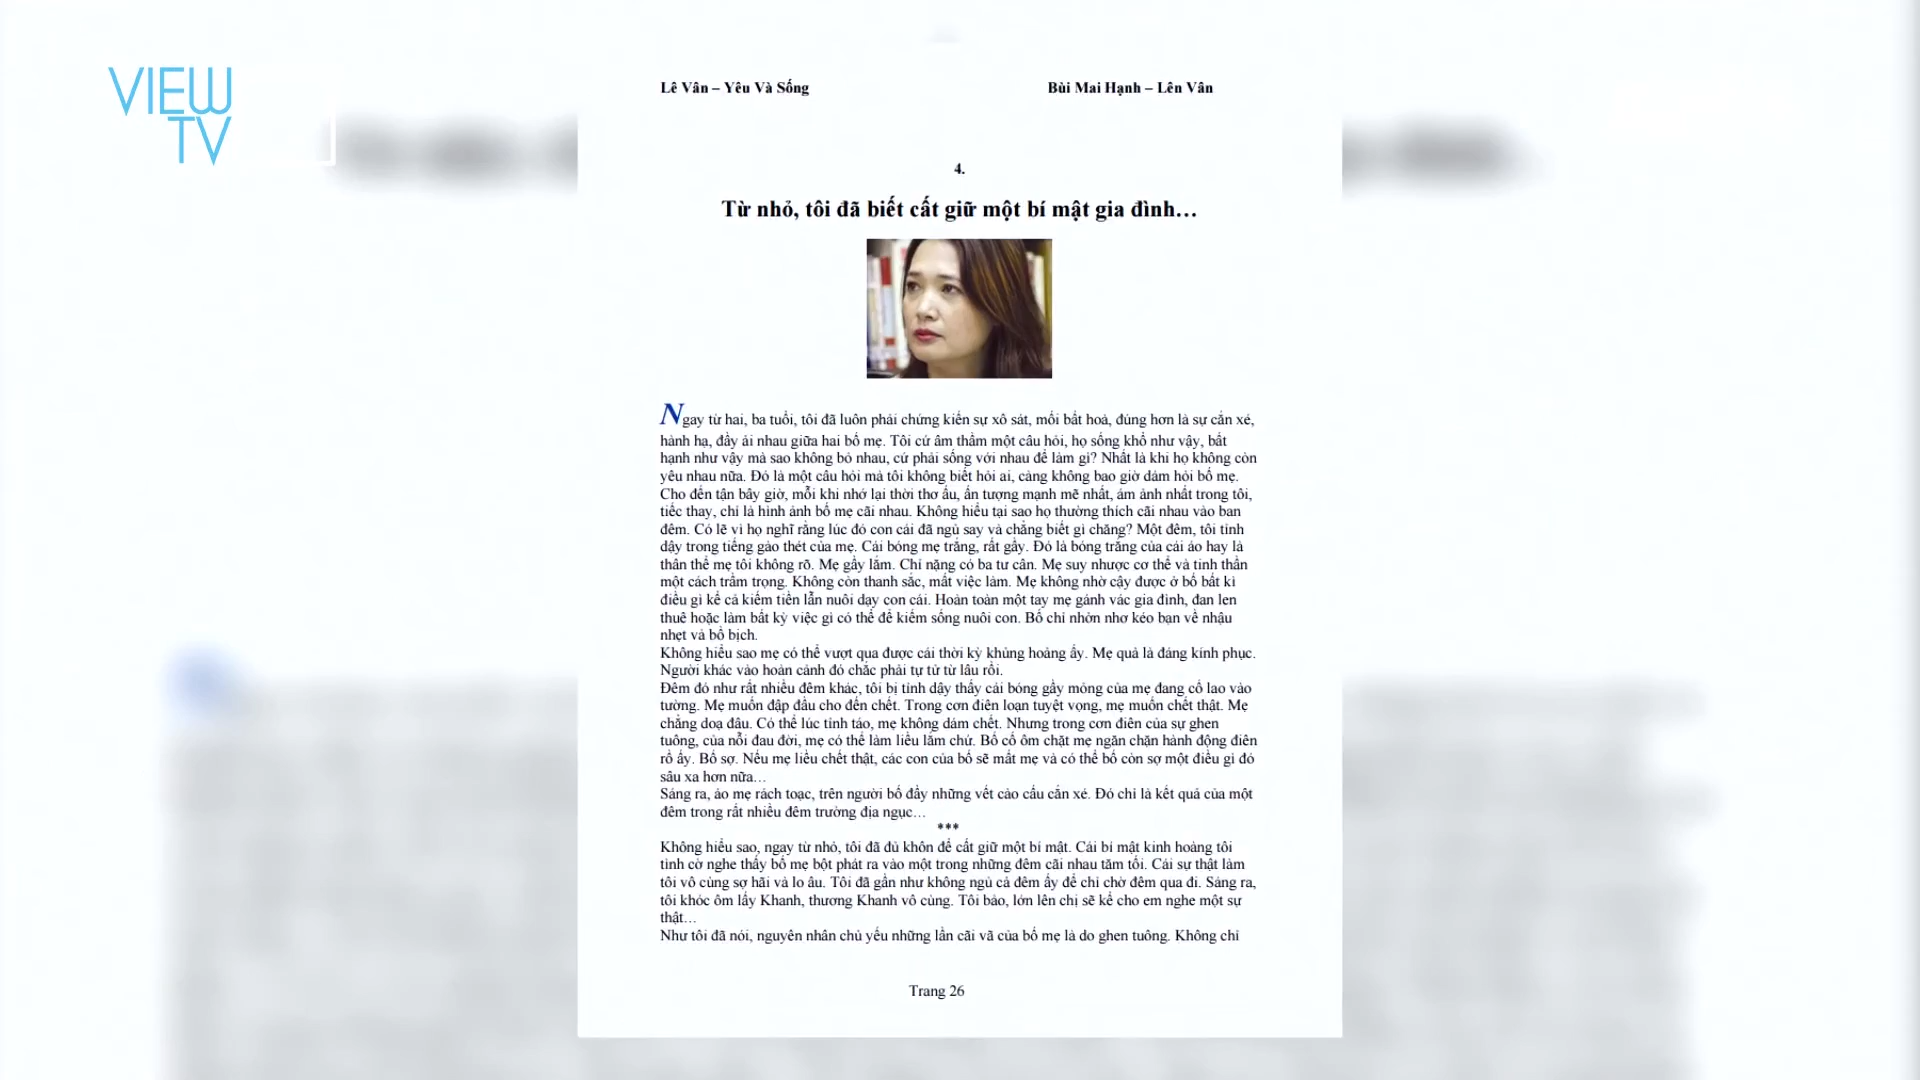 VIEW
TV
Lê Vân – Yêu Và Sống
Bùi Mai Hạnh – Lên Vân
4.
Từ nhỏ, tôi đã biết cất giữ một bí mật gia đình…
Ngay từ hai, ba tuổi, tôi đã luôn phải chứng kiến sự xô sát, mối bất hoà, đúng hơn là sự cắn xé,
hành hạ, đầy ải nhau giữa hai bố mẹ. Tôi cứ âm thầm một câu hỏi, họ sống khổ như vậy, bất
hạnh như vậy mà sao không bỏ nhau, cứ phải sống với nhau để làm gì? Nhất là khi họ không còn
yêu nhau nữa. Đó là một câu hỏi mà tôi không biết hỏi ai, càng không bao giờ dám hỏi bố mẹ.
Cho đến tận bây giờ, mỗi khi nhớ lại thời thơ ấu, ấn tượng mạnh mẽ nhất, ám ảnh nhất trong tôi,
tiếc thay, chỉ là hình ảnh bố mẹ cãi nhau. Không hiểu tại sao họ thường thích cãi nhau vào ban
đêm. Có lẽ vì họ nghĩ rằng lúc đó con cái đã ngủ say và chẳng biết gì chăng? Một đêm, tôi tỉnh
dậy trong tiếng gào thét của mẹ. Cái bóng mẹ trắng, rất gầy. Đó là bóng trắng của cái áo hay là
thân thể mẹ tôi không rõ. Mẹ gầy lắm. Chỉ nặng có ba tư cân. Mẹ suy nhược cơ thể và tinh thần
một cách trầm trọng. Không còn thanh sắc, mất việc làm. Mẹ không nhờ cậy được ở bố bất kì
điều gì kể cả kiếm tiền lẫn nuôi dạy con cái. Hoàn toàn một tay mẹ gánh vác gia đình, đan len
thuê hoặc làm bất kỳ việc gì có thể để kiếm sống nuôi con. Bố chỉ nhởn nhơ kéo bạn về nhậu
nhẹt và bồ bịch.
Không hiểu sao mẹ có thể vượt qua được cái thời kỳ khủng hoảng ấy. Mẹ quả là đáng kính phục.
Người khác vào hoàn cảnh đó chắc phải tự tử từ lâu rồi.
Đêm đó như rất nhiều đêm khác, tôi bị tỉnh dậy thấy cái bóng gầy mỏng của mẹ đang cố lao vào
tường. Mẹ muốn đập đầu cho đến chết. Trong cơn điên loạn tuyệt vọng, mẹ muốn chết thật. Mẹ
chẳng doạ đâu. Có thể lúc tỉnh táo, mẹ không dám chết. Nhưng trong cơn điên của sự ghen
tuông, của nỗi đau đời, mẹ có thể làm liều lắm chứ. Bố cố ôm chặt mẹ ngăn chặn hành động điên
rồ ấy. Bố sợ. Nếu mẹ liều chết thật, các con của bố sẽ mất mẹ và có thể bố còn sợ một điều gì đó
sâu xa hơn nữa…
Sáng ra, áo mẹ rách toạc, trên người bố đầy những vết cào cấu cắn xé. Đó chỉ là kết quả của một
đêm trong rất nhiều đêm trường địa ngục…
***
Không hiểu sao, ngay từ nhỏ, tôi đã đủ khôn để cất giữ một bí mật. Cái bí mật kinh hoàng tôi
tình cờ nghe thấy bố mẹ bột phát ra vào một trong những đêm cãi nhau tăm tối. Cái sự thật làm
tôi vô cùng sợ hãi và lo âu. Tôi đã gần như không ngủ cả đêm ấy để chỉ chờ đêm qua đi. Sáng ra,
tôi khóc ôm lấy Khanh, thương Khanh vô cùng. Tôi bảo, lớn lên chị sẽ kể cho em nghe một sự
thật…
Như tôi đã nói, nguyên nhân chủ yếu những lần cãi vã của bố mẹ là do ghen tuông. Không chỉ
Trang 26